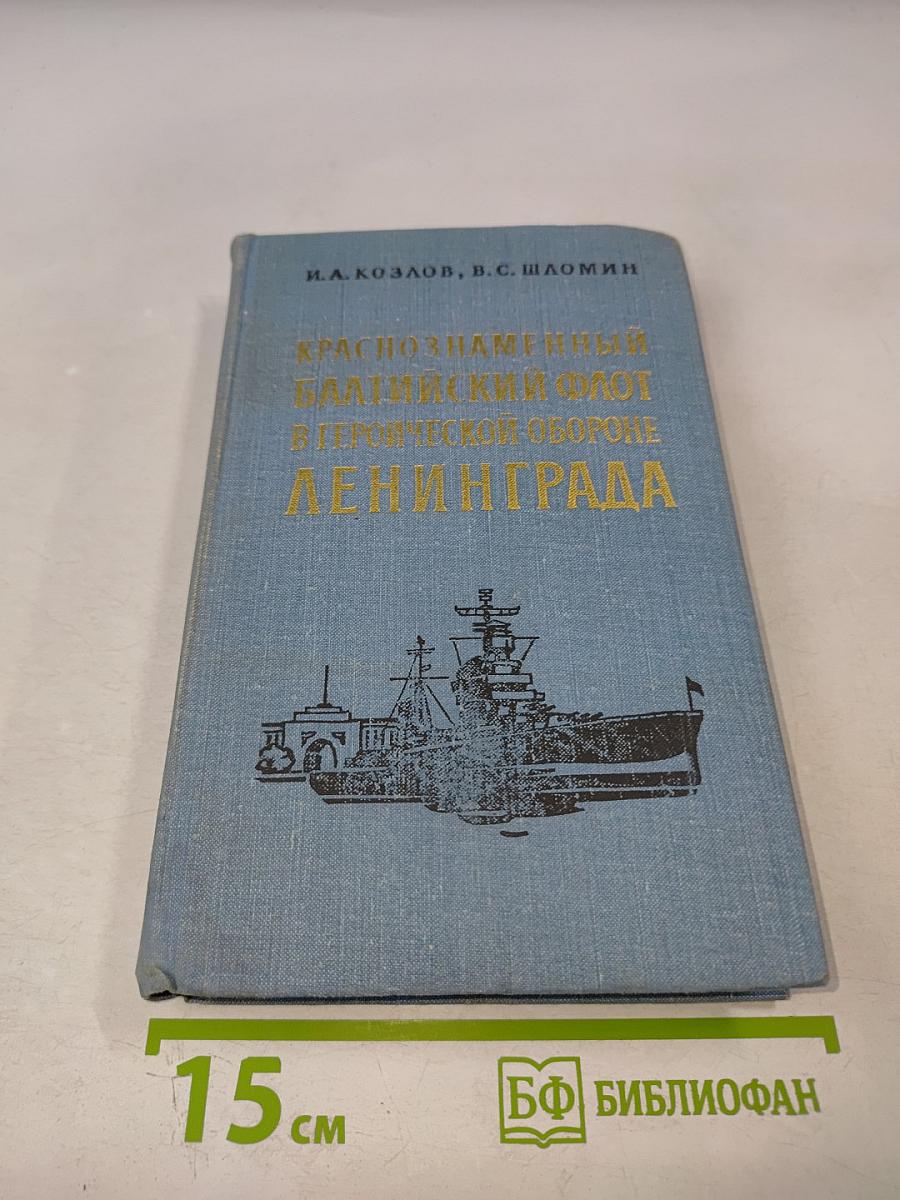 И. А. КОЗЛОВ, В. С. ШЛОМИН
КРАСНОЗНАМЕННЫЙ
БАЛТИЙСКИЙ ФЛОТ
В ГЕРОИЧЕСКОЙ ОБОРОНЕ
ЛЕНИНГРАДА
15 см
БФ БИБЛИОФАН